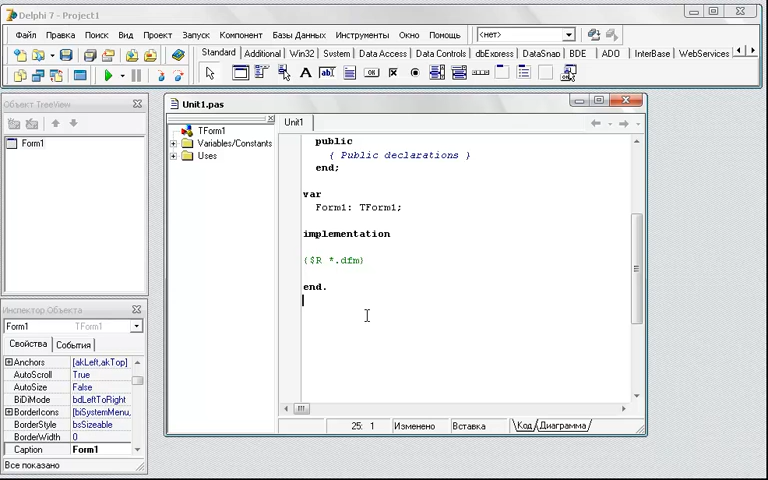 Delphi 7 - Project1
Файл Правка Поиск Вид Проект Запуск Компонент Базы Данных Инструменты Помощь <нет>
Standard Additional Win32 System Data Access Data Controls dbExpress DataSnap BDE ADO InterBase WebServices
Объект TreeView
Form1
Unit1.pas
TForm1
Variables/Constants
Uses
Unit1
public
{ Public declarations }
end;
var
Form1: TForm1;
implementation
{$R *.dfm}
end.
25: 1 Изменено Вставка Код Диаграмма
Инспектор Объекта
Form1 TForm1
Свойства События
Anchors [akLeft,akTop]
AutoScroll True
AutoSize False
BiDiMode bdLeftToRight
BorderIcons [biSystemMenu,
BorderStyle bsSizeable
BorderWidth 0
Caption Form1
Все показано